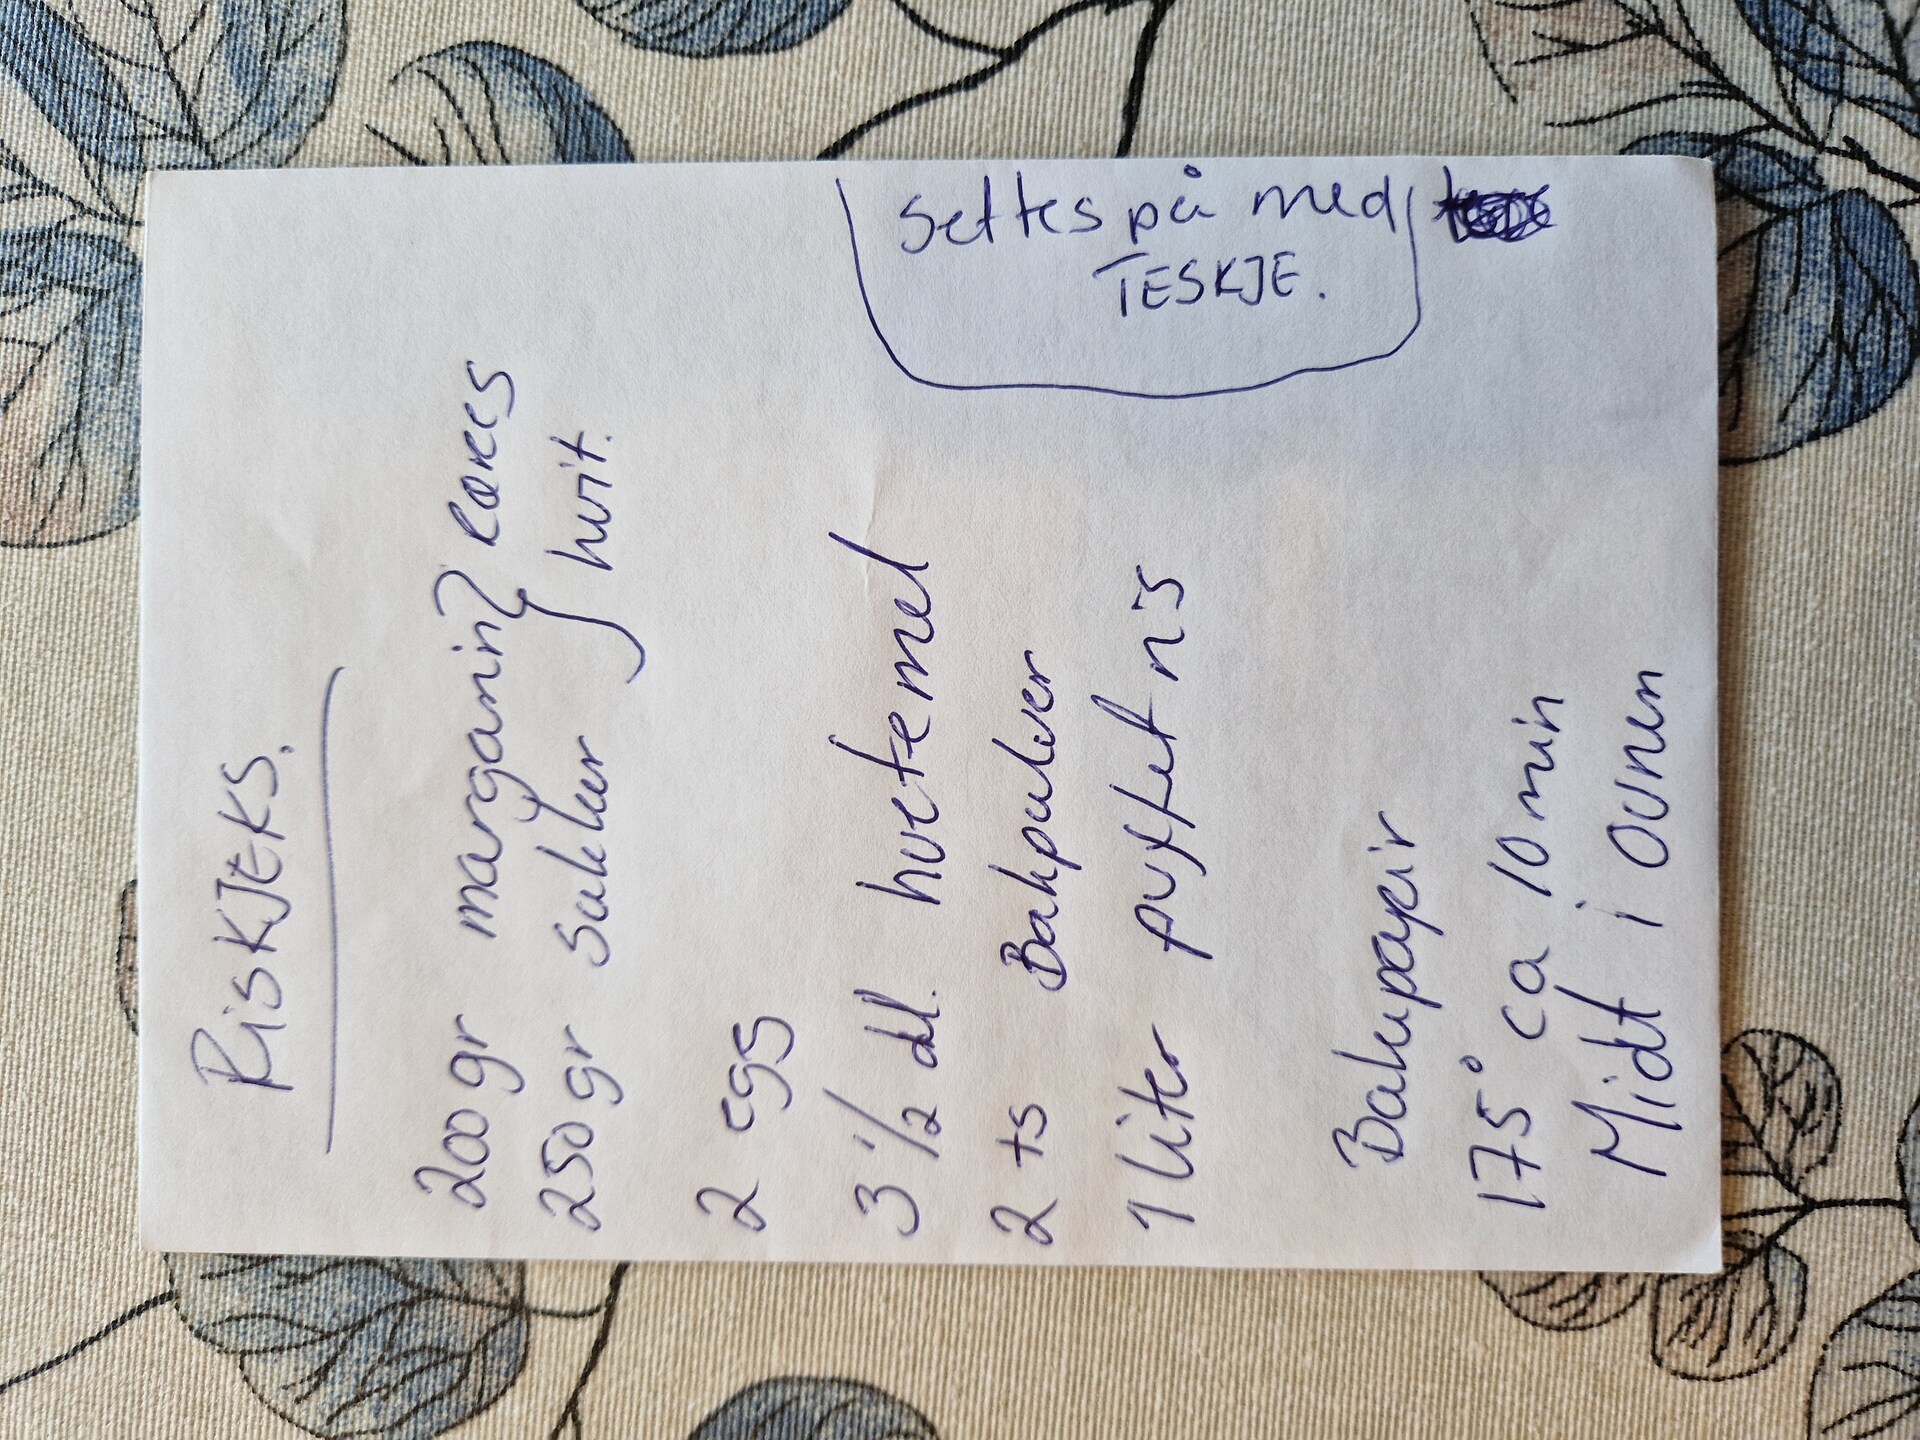 RiSKJEKS.
200 gr margarin } røres
250 gr Sukker } hvit.
2 egg
3 1/2 dl. hvetemel
2 ts Bakpulver
1 liter puffet ris
Bakepapir
175° ca 10 min
Midt i ovnen
Settes på med
TESKJE.